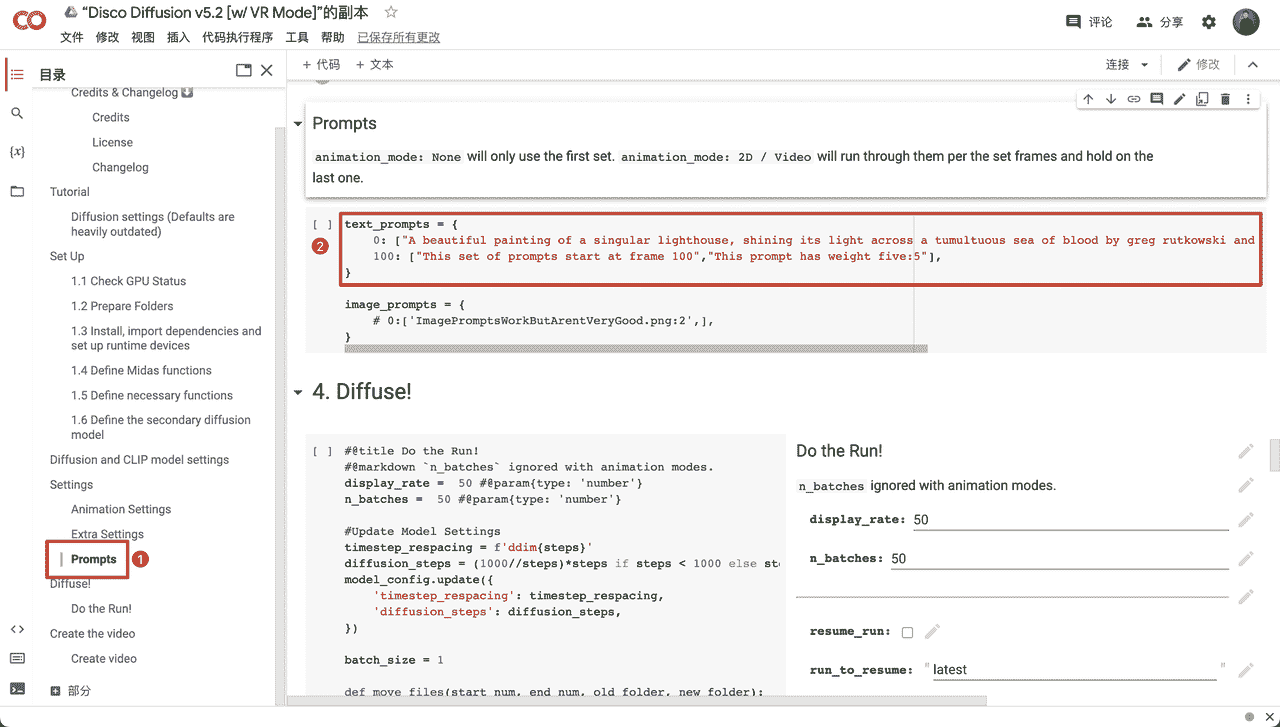 CO "Disco Diffusion v5.2 [w/ VR Mode]"的副本
文件 修改 视图 插入 代码执行程序 工具 帮助 已保存所有更改
评论 分享
目录
+ 代码 + 文本
连接 修改
Credits & Changelog
Credits
License
Changelog
Tutorial
Diffusion settings (Defaults are
heavily outdated)
Set Up
1.1 Check GPU Status
1.2 Prepare Folders
1.3 Install, import dependencies and
set up runtime devices
1.4 Define Midas functions
1.5 Define necessary functions
1.6 Define the secondary diffusion
model
Diffusion and CLIP model settings
Settings
Animation Settings
Extra Settings
Prompts 1
Diffuse!
Do the Run!
Create the video
Create video
部分
{x}
Prompts
animation_mode: None will only use the first set. animation_mode: 2D / Video will run through them per the set frames and hold on the
last one.
[ ] text_prompts = {
2 0: ["A beautiful painting of a singular lighthouse, shining its light across a tumultuous sea of blood by greg rutkowski and
100: ["This set of prompts start at frame 100","This prompt has weight five:5"],
}
image_prompts = {
# 0:['ImagePromptsWorkButArentVeryGood.png:2',],
}
4. Diffuse!
[ ] #@title Do the Run!
#@markdown `n_batches` ignored with animation modes.
display_rate = 50 #@param{type: 'number'}
n_batches = 50 #@param{type: 'number'}
#Update Model Settings
timestep_respacing = f'ddim{steps}'
diffusion_steps = (1000//steps)*steps if steps < 1000 else ste
model_config.update({
'timestep_respacing': timestep_respacing,
'diffusion_steps': diffusion_steps,
})
batch_size = 1
def move_files(start_num, end_num, old_folder, new_folder):
Do the Run!
n_batches ignored with animation modes.
display_rate: 50
n_batches: 50
resume_run:
run_to_resume: " latest "